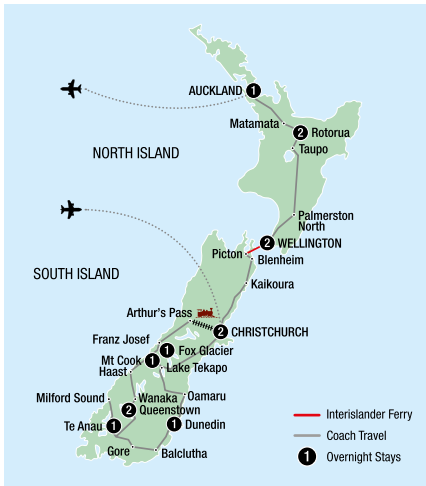 AUCKLAND 1
Matamata
2 Rotorua
Taupo
NORTH ISLAND
Palmerston
North
2 WELLINGTON
Picton
Blenheim
SOUTH ISLAND
Kaikoura
Arthur's Pass
2 CHRISTCHURCH
Franz Josef
1 Fox Glacier
Mt Cook 1
Haast
Lake Tekapo
Milford Sound
Wanaka
Oamaru
2 Queenstown
Te Anau 1
1 Dunedin
Gore
Balclutha
Interislander Ferry
Coach Travel
1 Overnight Stays